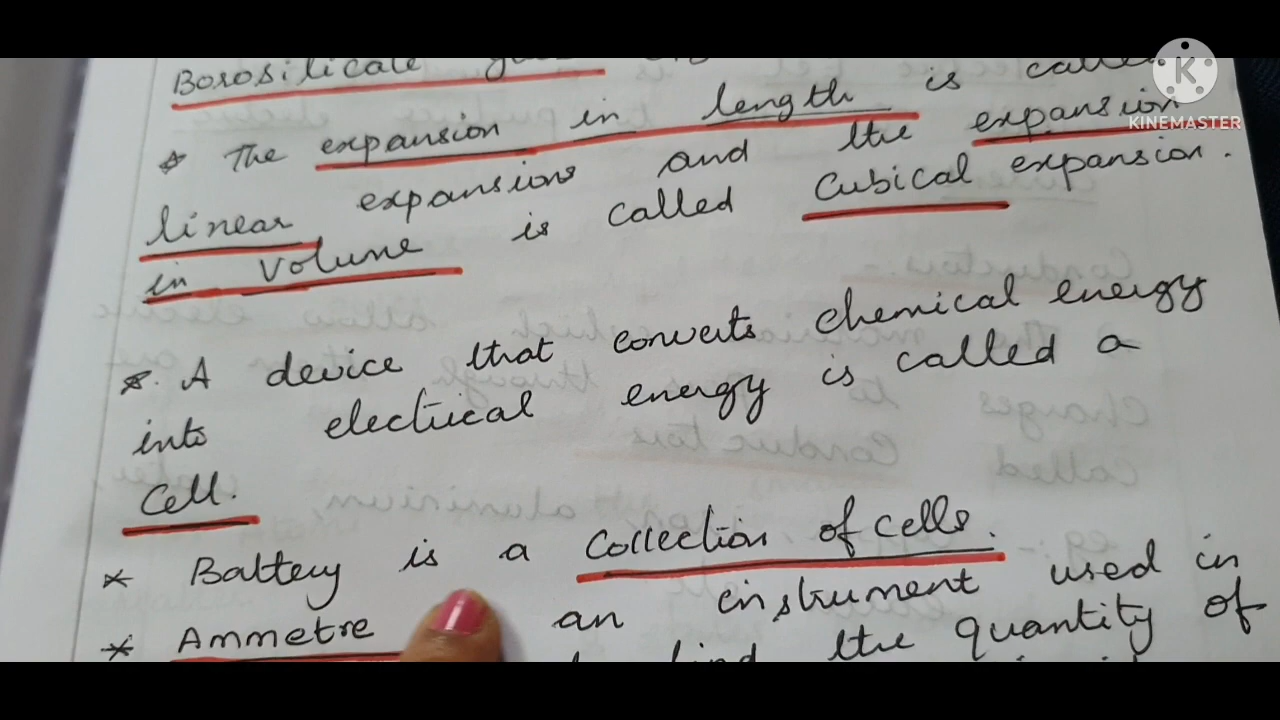 Borosilicate
* The expansion in length is called
linear expansions and the expansion
in volume is called Cubical expansion.
*. A device that converts chemical energy
into electrical energy is called a
Cell.
* Battery is a Collection of cells.
* Ammetre an instrument used in
the quantity of
KINEMASTER